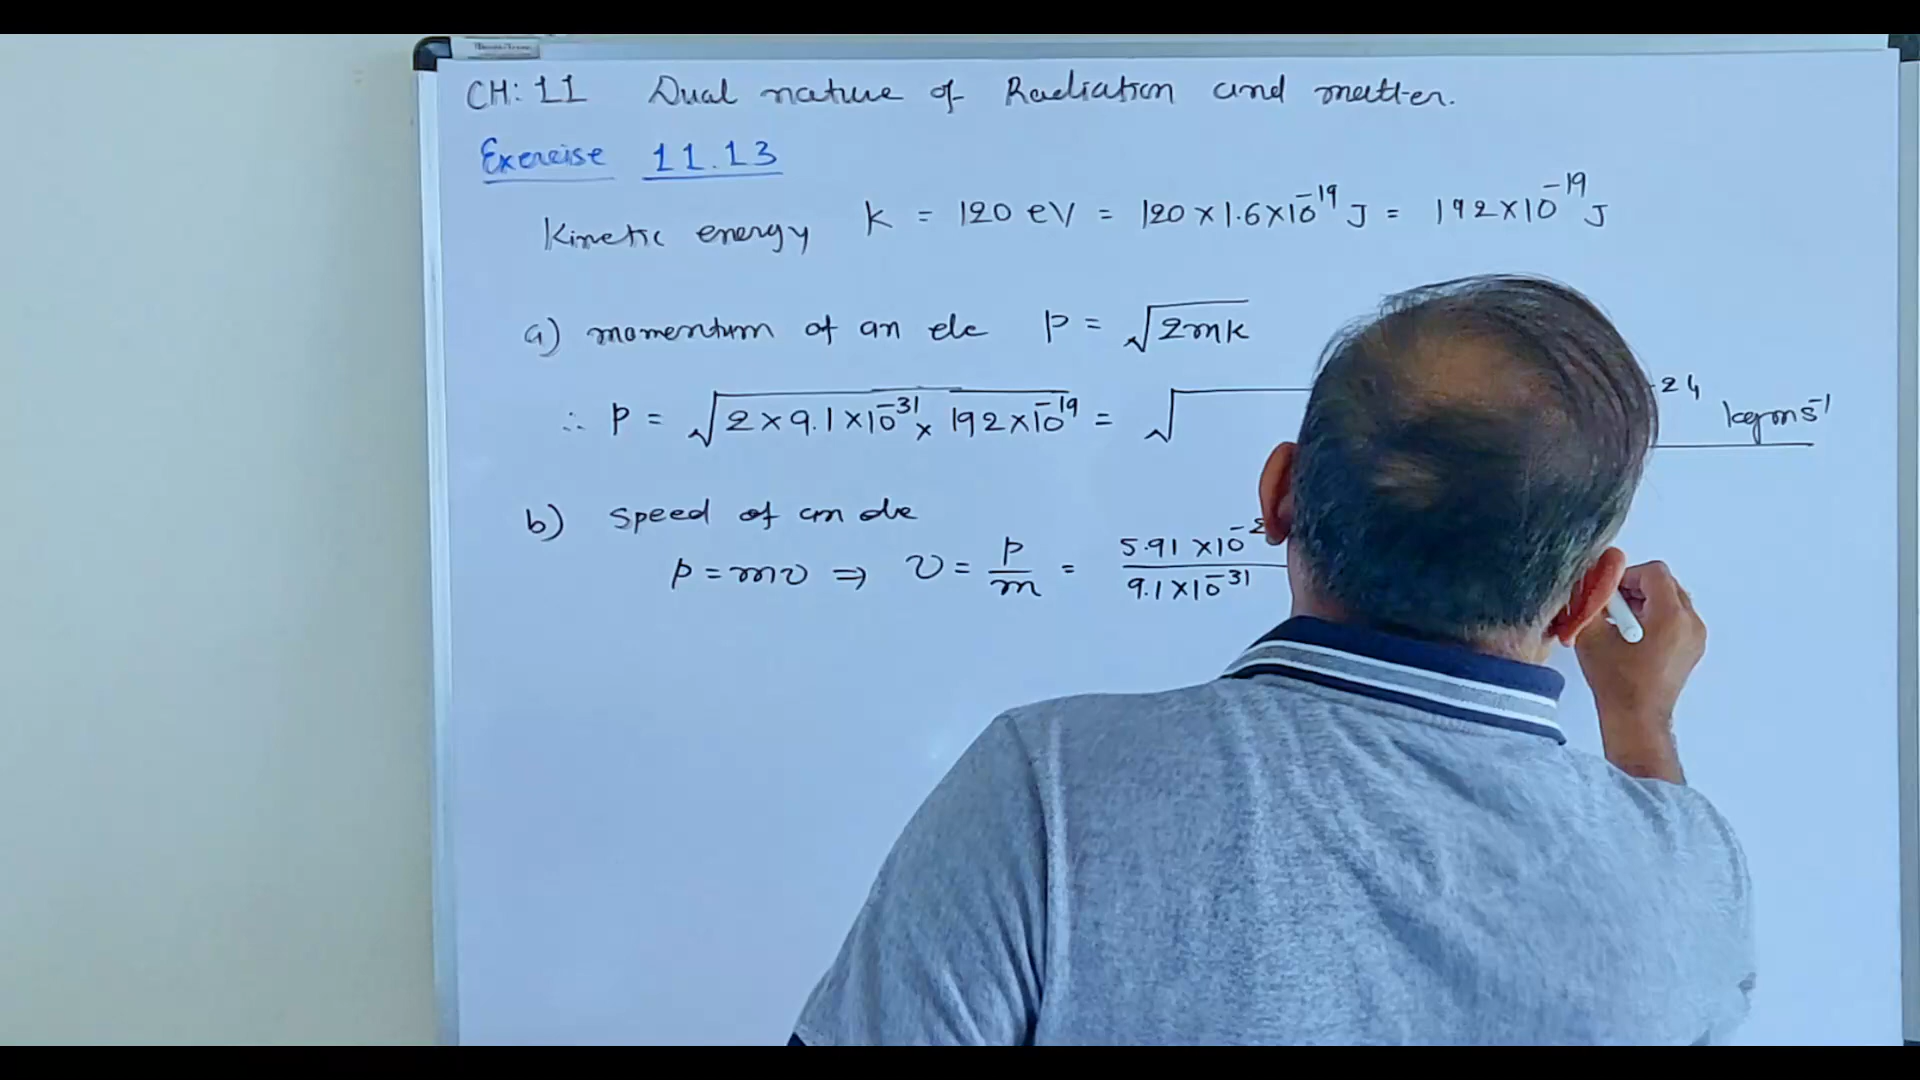 CH: 11 Dual nature of Radiation and matter.
Exercise 11.13
Kinetic energy K = 120 eV = 120 × 1.6 × 10⁻¹⁹ J = 192 × 10⁻¹⁹ J
a) momentum of an ele P = √2mK
∴ P = √2 × 9.1 × 10⁻³¹ × 192 × 10⁻¹⁹ = √ ⁻²⁴ kgms⁻¹
b) Speed of an ele
p = mv ⇒ v = p/m = 5.91 × 10⁻² / 9.1 × 10⁻³¹